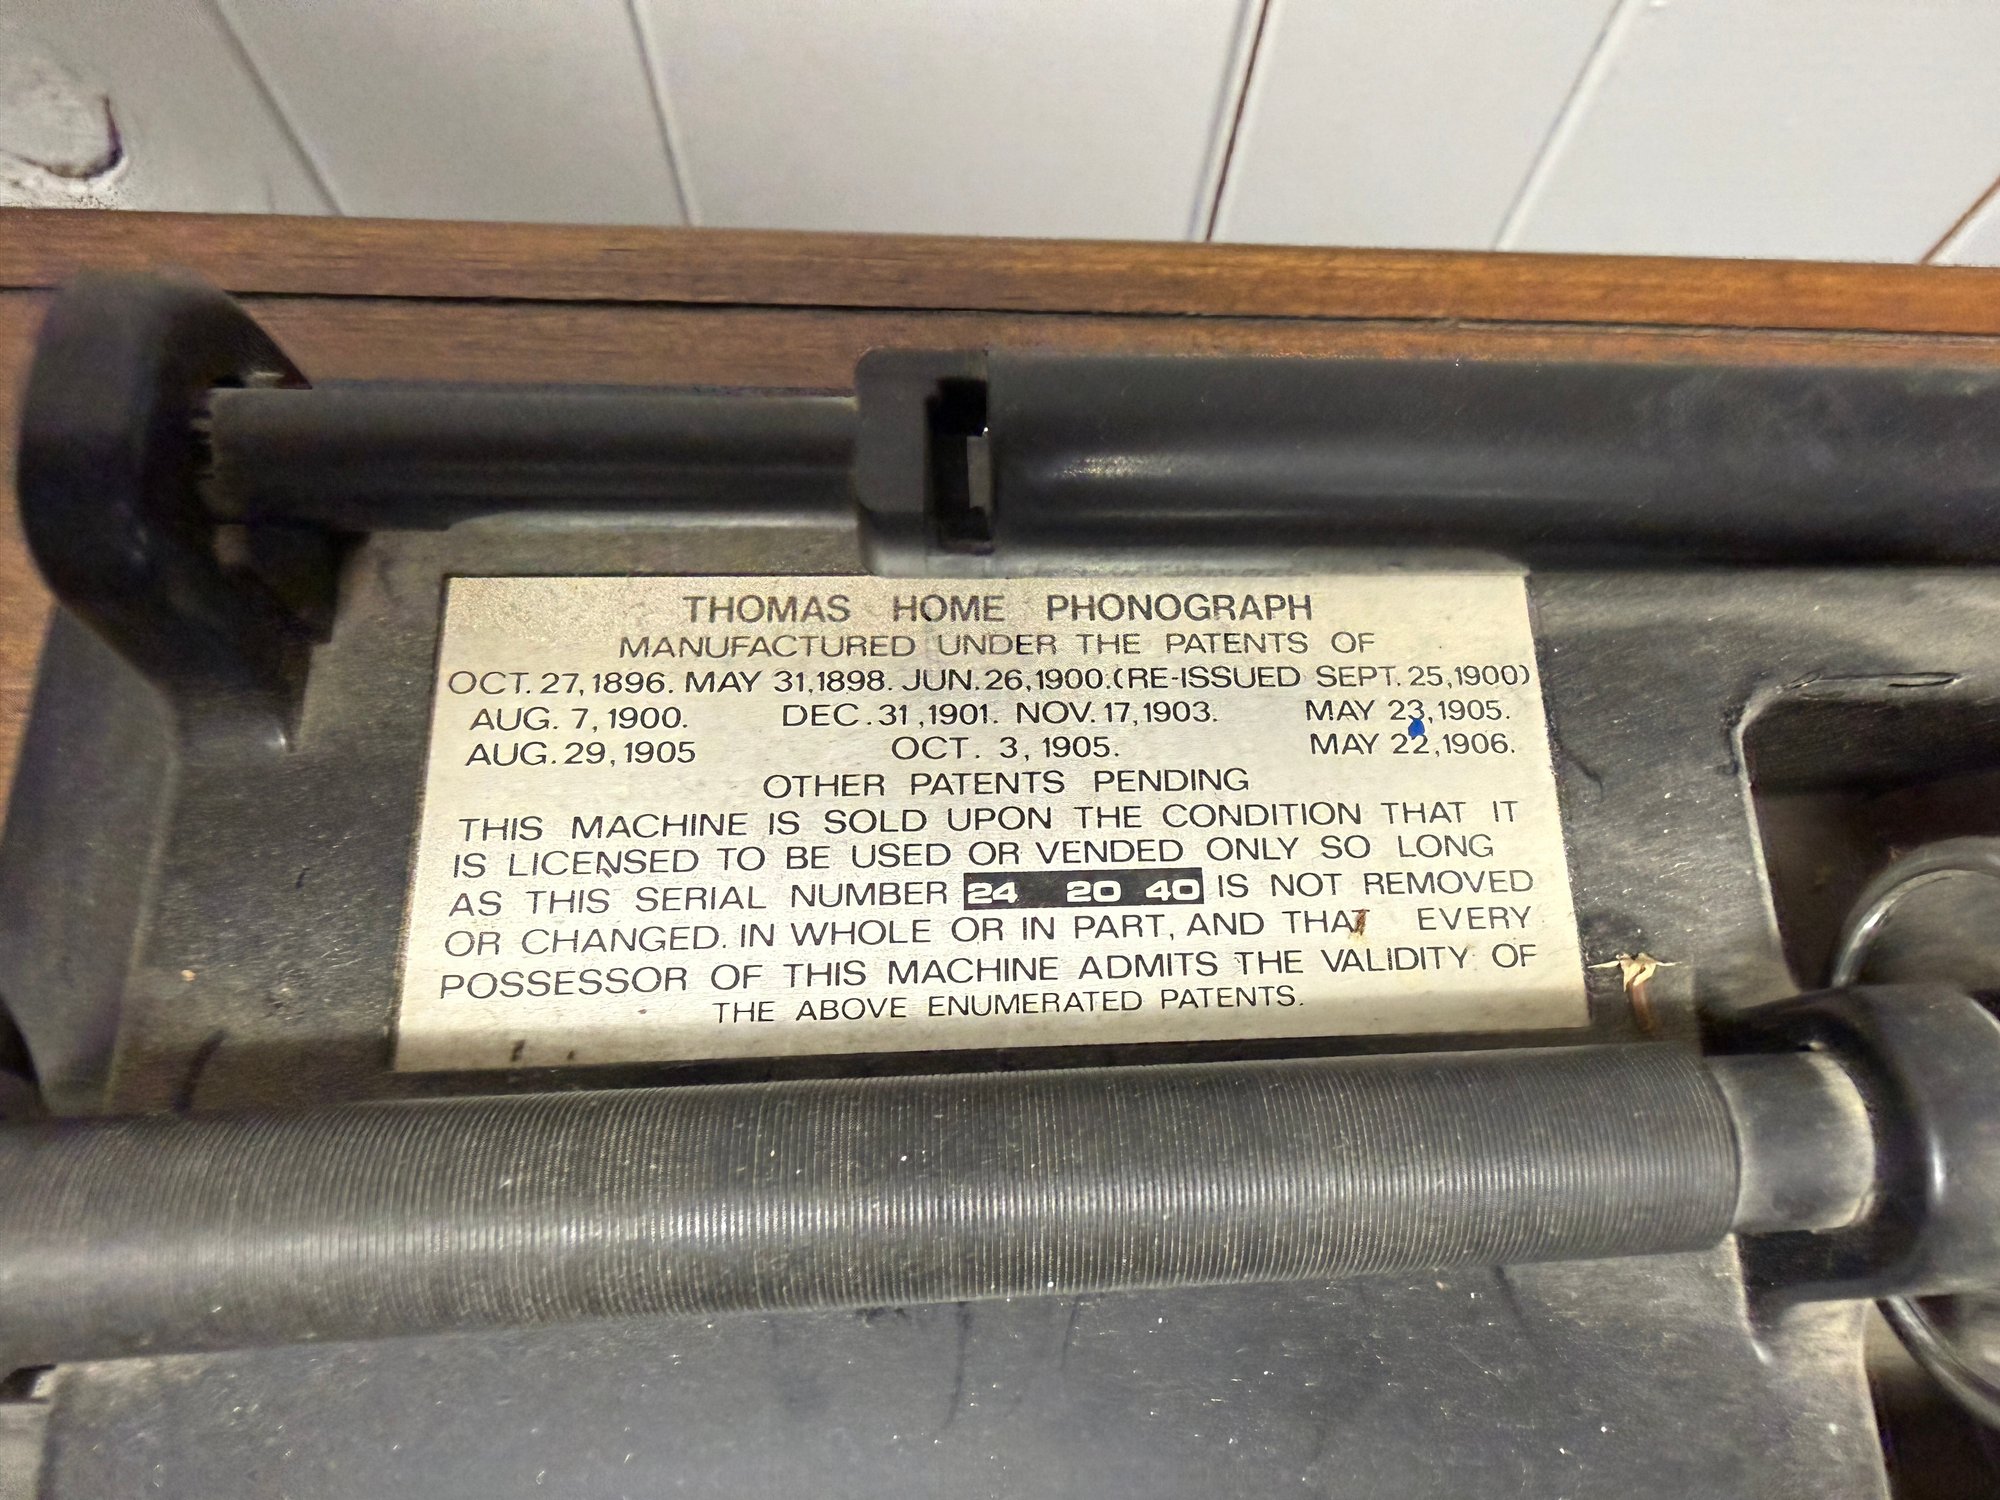 THOMAS HOME PHONOGRAPH
MANUFACTURED UNDER THE PATENTS OF
OCT. 27, 1896. MAY 31, 1898. JUN. 26, 1900. (RE-ISSUED SEPT. 25, 1900)
AUG. 7, 1900. DEC. 31, 1901. NOV. 17, 1903. MAY 23, 1905.
AUG. 29, 1905 OCT. 3, 1905. MAY 22, 1906.
OTHER PATENTS PENDING
THIS MACHINE IS SOLD UPON THE CONDITION THAT IT
IS LICENSED TO BE USED OR VENDED ONLY SO LONG
AS THIS SERIAL NUMBER 24 20 40 IS NOT REMOVED
OR CHANGED. IN WHOLE OR IN PART, AND THAT EVERY
POSSESSOR OF THIS MACHINE ADMITS THE VALIDITY OF
THE ABOVE ENUMERATED PATENTS.